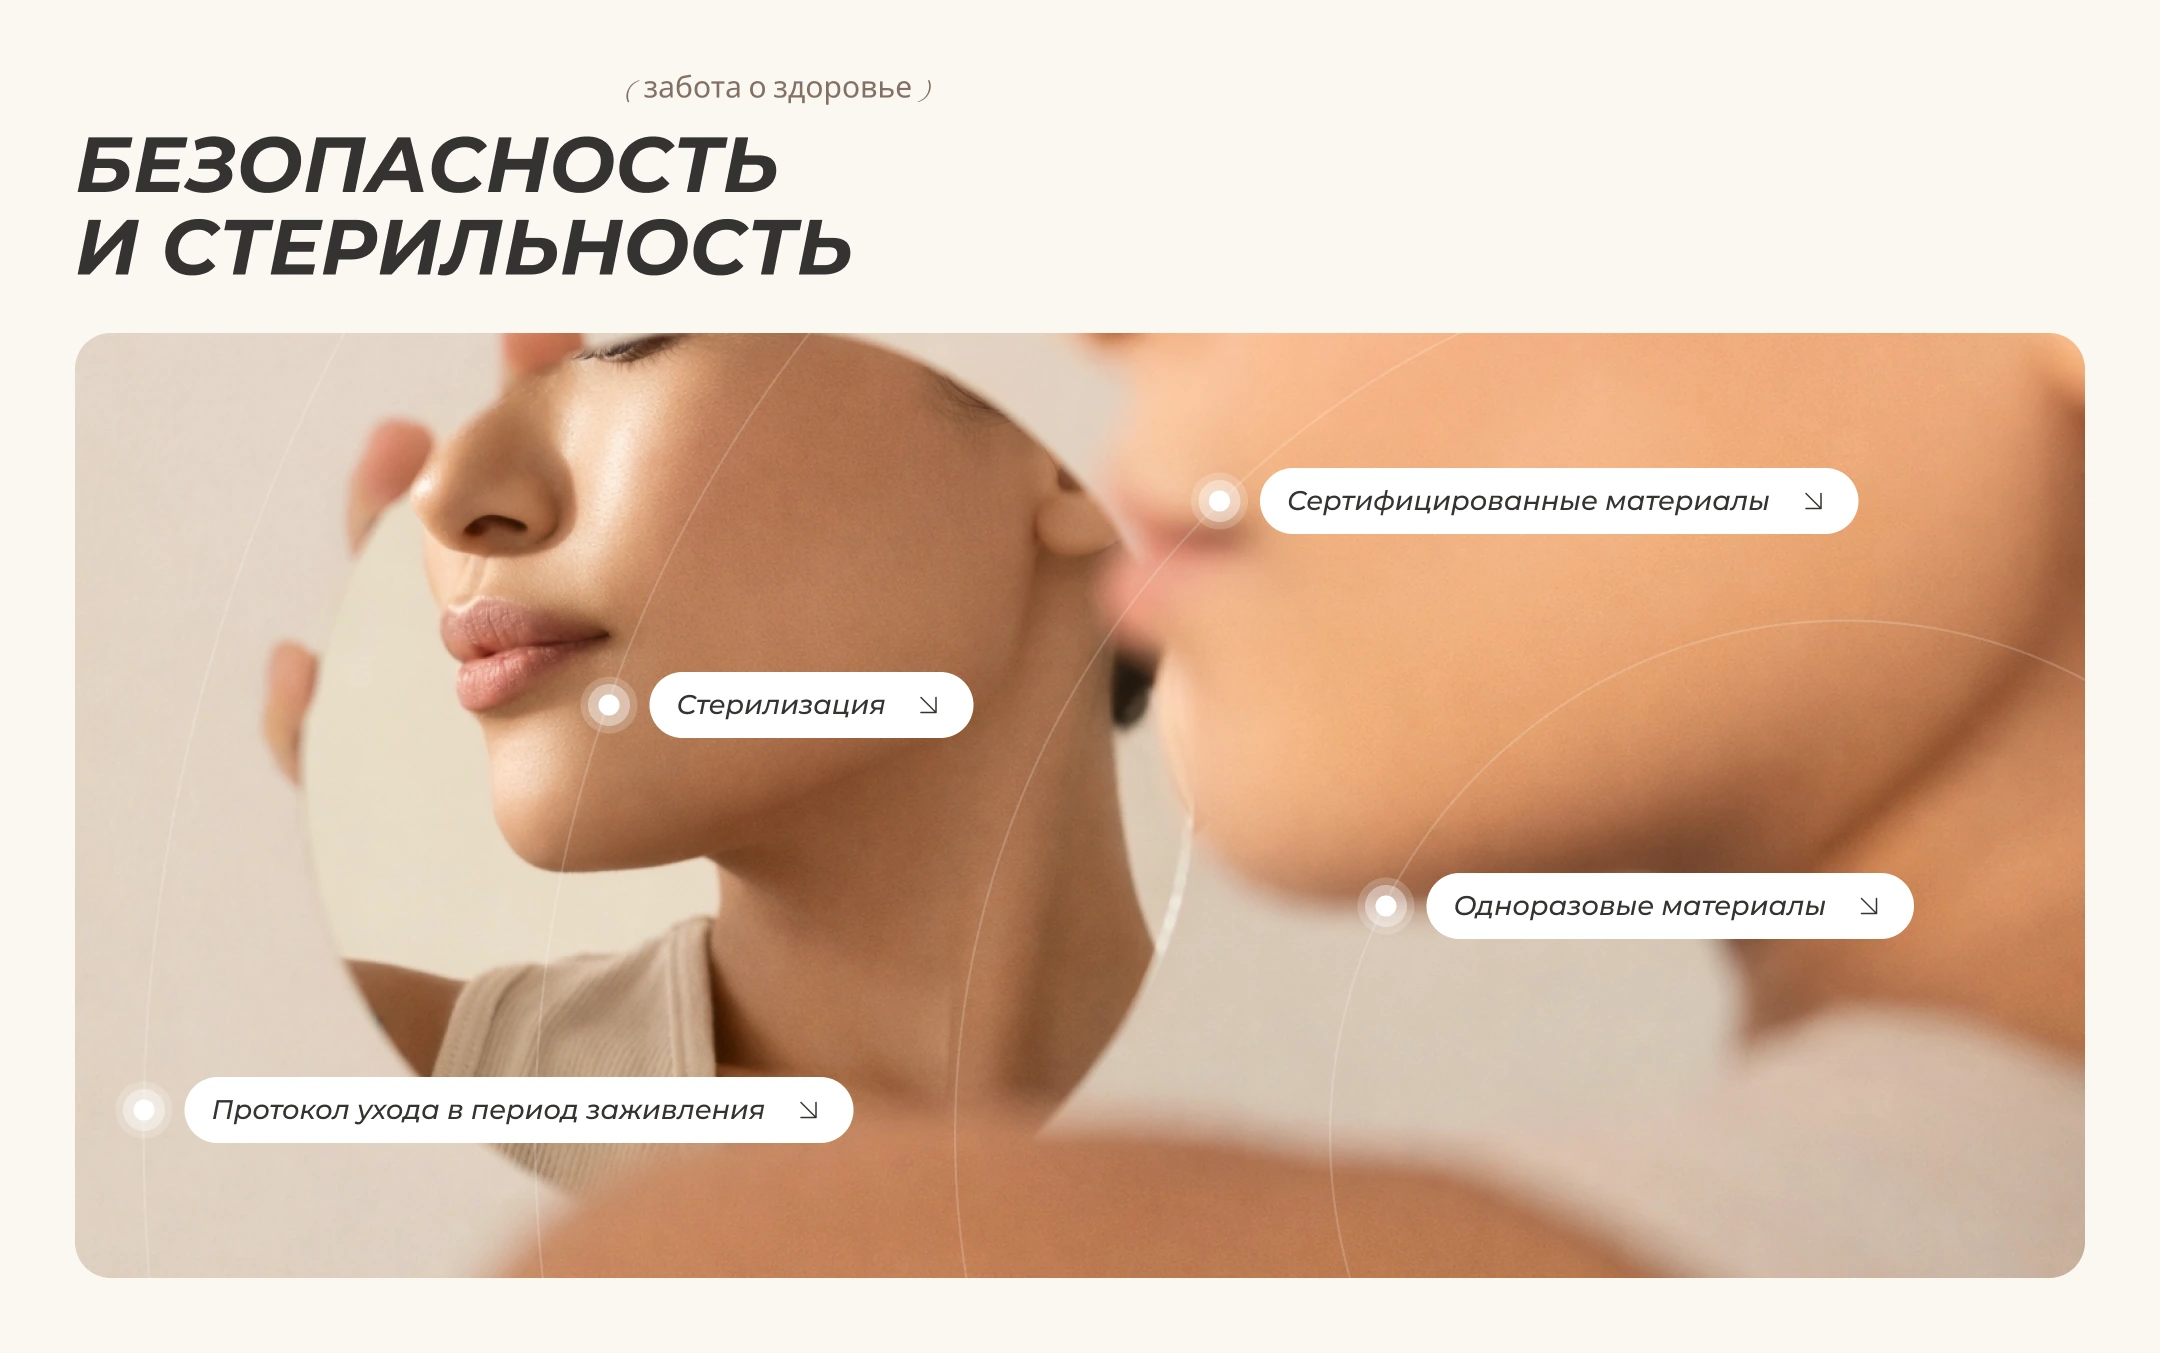 ( забота о здоровье )
БЕЗОПАСНОСТЬ
И СТЕРИЛЬНОСТЬ
Сертифицированные материалы
Стерилизация
Одноразовые материалы
Протокол ухода в период заживления